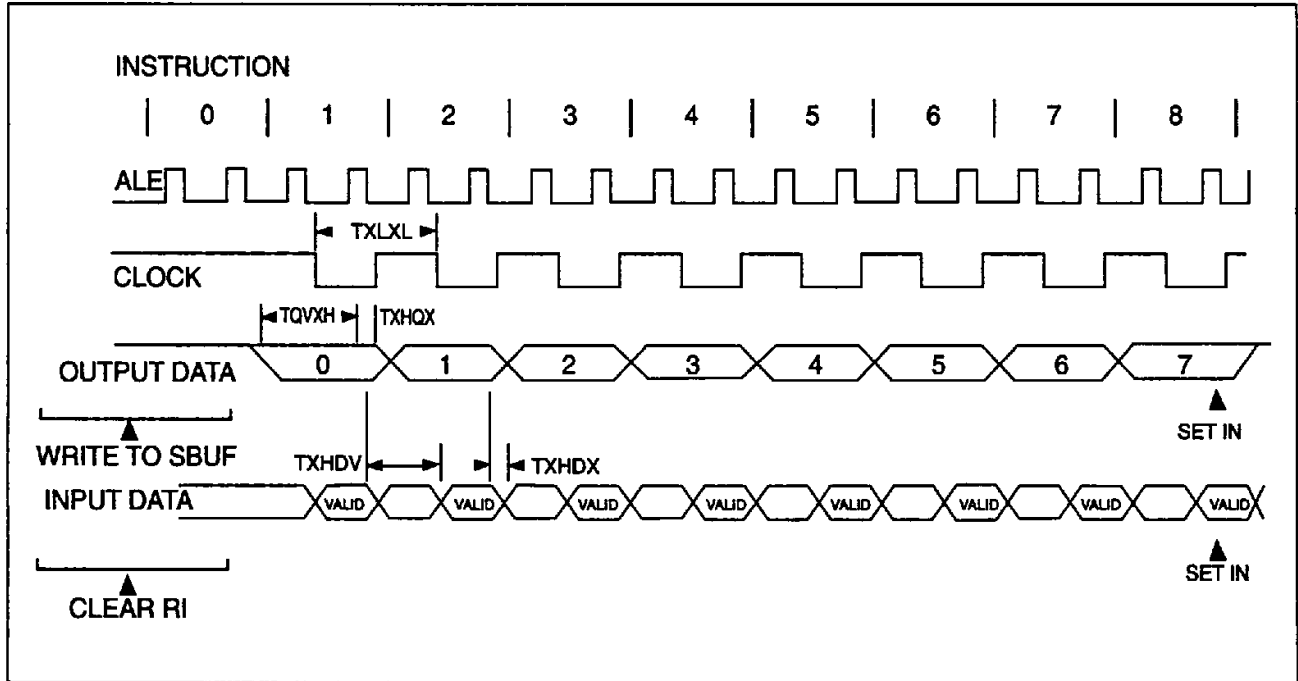 INSTRUCTION
0 1 2 3 4 5 6 7 8
ALE
TXLXL
CLOCK
TQVXH TXHQX
OUTPUT DATA 0 1 2 3 4 5 6 7
SET IN
WRITE TO SBUF
TXHDV TXHDX
INPUT DATA VALID VALID VALID VALID VALID VALID VALID VALID
SET IN
CLEAR RI